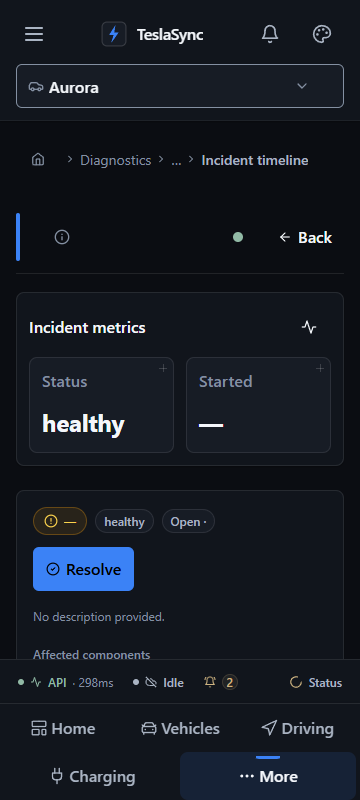 TeslaSync
Aurora
Diagnostics > ... > Incident timeline
← Back
Incident metrics
Status
healthy
Started
—
— healthy Open ·
Resolve
No description provided.
Affected components
API · 298ms Idle 2 Status
Home Vehicles Driving
Charging More